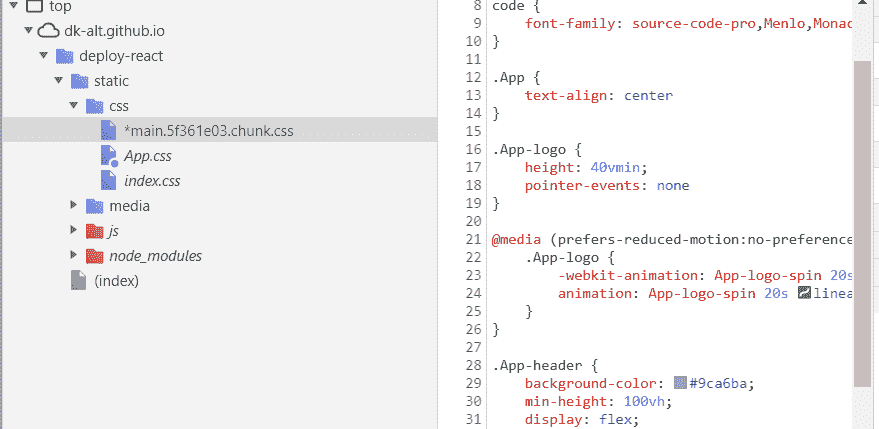 top
dk-alt.github.io
deploy-react
static
css
*main.5f361e03.chunk.css
App.css
index.css
media
js
node_modules
(index)
8 code {
9 font-family: source-code-pro,Menlo,Monac
10 }
11
12 .App {
13 text-align: center
14 }
15
16 .App-logo {
17 height: 40vmin;
18 pointer-events: none
19 }
20
21 @media (prefers-reduced-motion:no-preference
22 .App-logo {
23 -webkit-animation: App-logo-spin 20s
24 animation: App-logo-spin 20s linea
25 }
26 }
27
28 .App-header {
29 background-color: #9ca6ba;
30 min-height: 100vh;
31 display: flex;